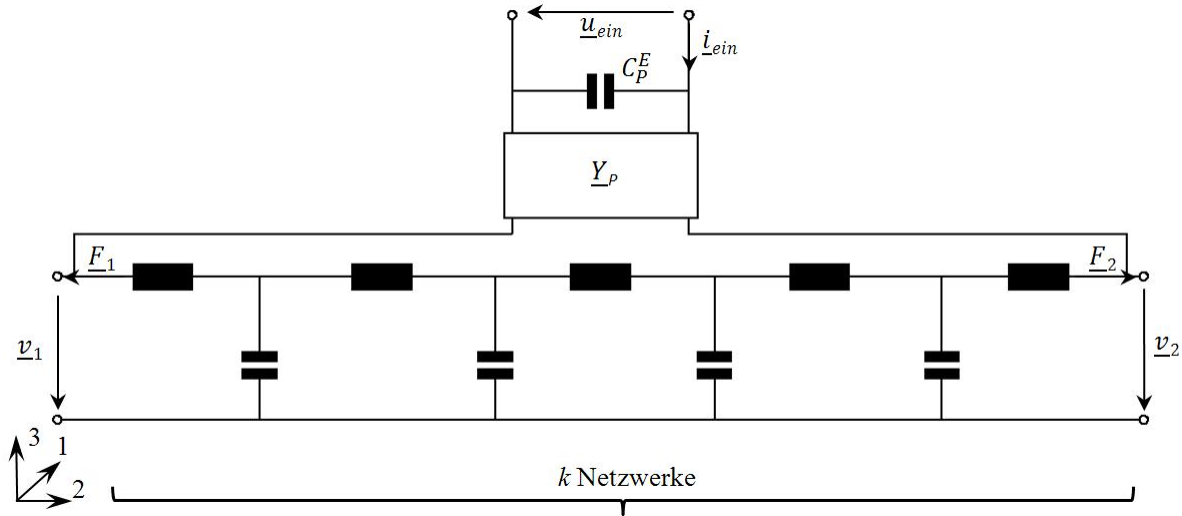 u_ein
i_ein
C_P^E
Y_P
F_1
F_2
v_1
v_2
3
1
2
k Netzwerke